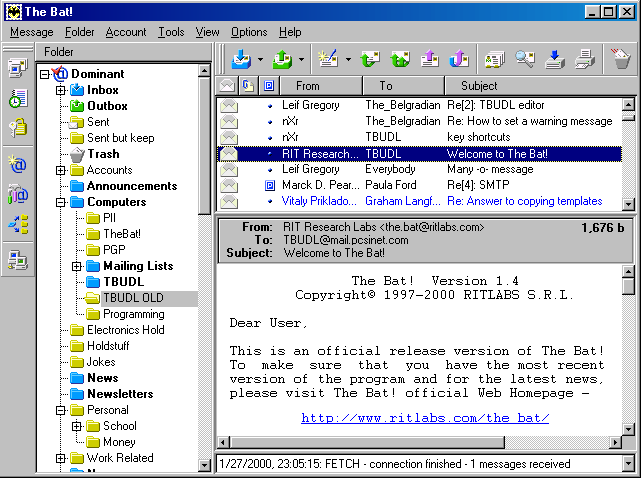 The Bat!
Message Folder Account Tools View Options Help
Folder
Dominant
Inbox
Outbox
Sent
Sent but keep
Trash
Accounts
Announcements
Computers
PII
TheBat!
PGP
Mailing Lists
TBUDL
TBUDL OLD
Programming
Electronics Hold
Holdstuff
Jokes
News
Newsletters
Personal
School
Money
Work Related
From To Subject
Leif Gregory The_Belgradian Re[2]: TBUDL editor
nXr The_Belgradian Re: How to set a warning message
nXr TBUDL key shortcuts
RIT Research... TBUDL Welcome to The Bat!
Leif Gregory Everybody Many -o- message
Marck D. Pear... Paula Ford Re[4]: SMTP
Vitaly Priklado... Graham Langf... Re: Answer to copying templates
From: RIT Research Labs <the.bat@ritlabs.com> 1,676 b
To: TBUDL@mail.pcsinet.com
Subject: Welcome to The Bat!
The Bat! Version 1.4
Copyright© 1997-2000 RITLABS S.R.L.
Dear User,
This is an official release version of The Bat!
To make sure that you have the most recent
version of the program and for the latest news,
please visit The Bat! official Web Homepage -
http://www.ritlabs.com/the_bat/
1/27/2000, 23:05:15: FETCH - connection finished - 1 messages received